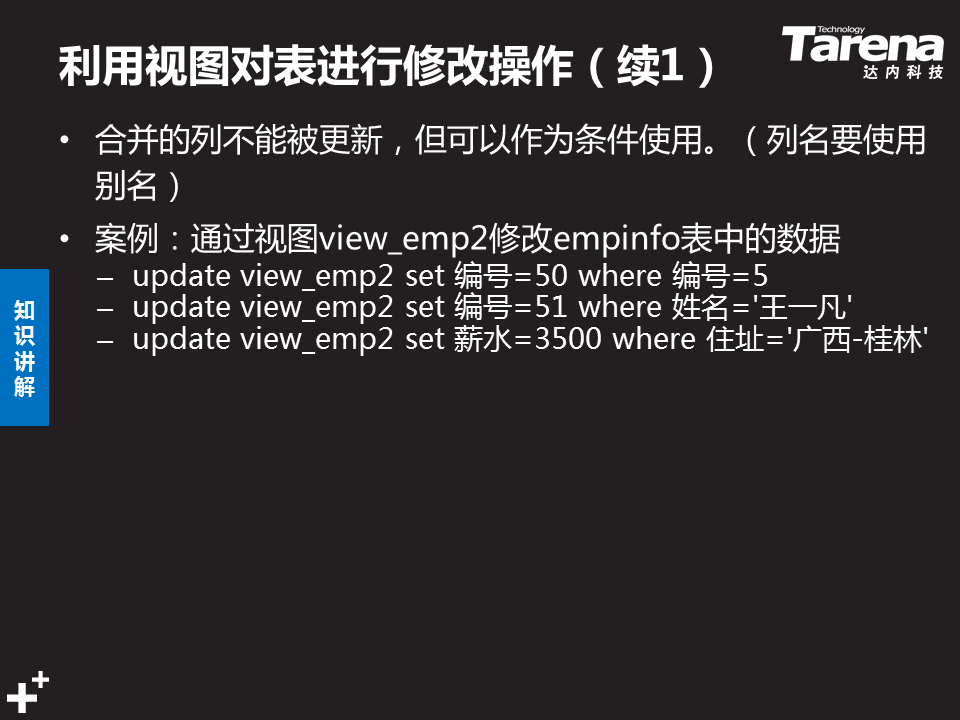 利用视图对表进行修改操作（续1）
Technology
Tarena
达内科技
• 合并的列不能被更新，但可以作为条件使用。（列名要使用
别名）
• 案例：通过视图view_emp2修改empinfo表中的数据
– update view_emp2 set 编号=50 where 编号=5
– update view_emp2 set 编号=51 where 姓名='王一凡'
– update view_emp2 set 薪水=3500 where 住址='广西-桂林'
知
识
讲
解